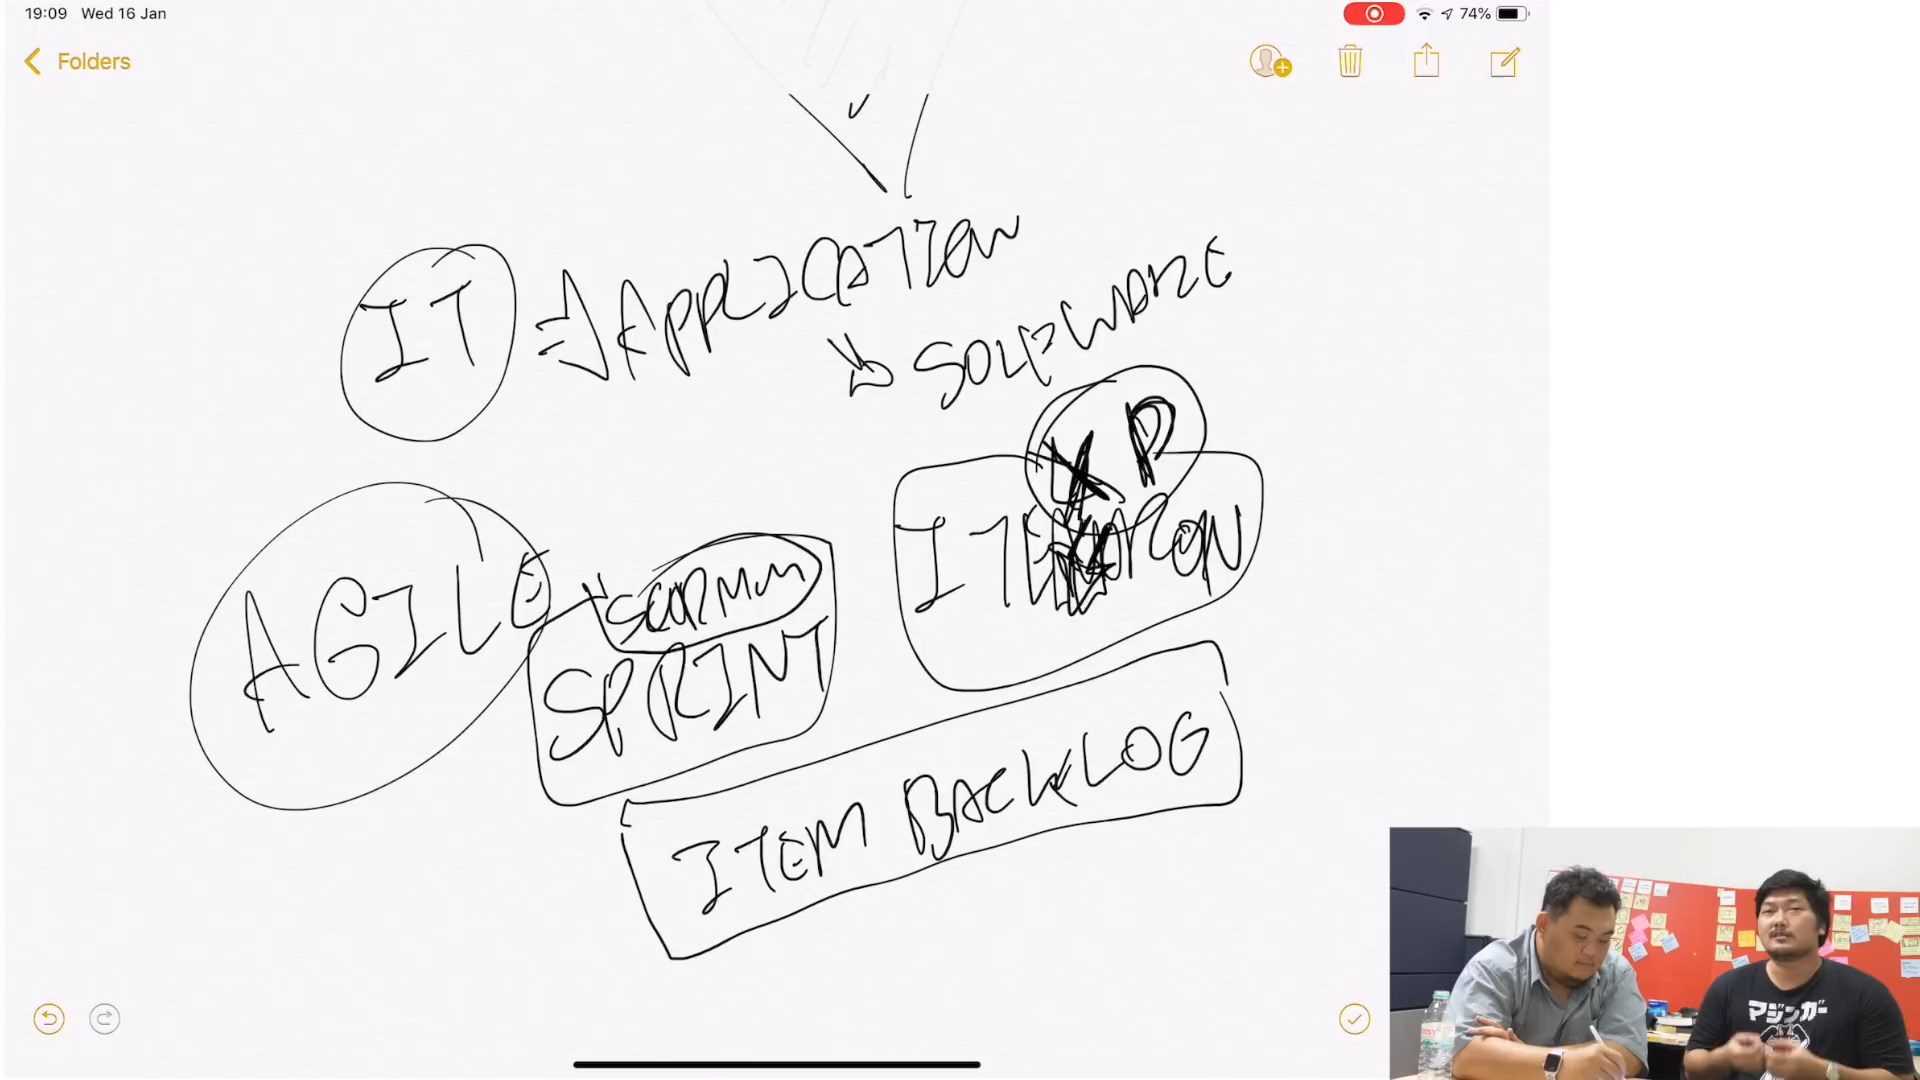 19:09 Wed 16 Jan
74%
Folders
IT
APPLICATION
SOFTWARE
XP
AGILE
SCRUM
ITERATION
SPRINT
ITEM BACKLOG
マジンガー